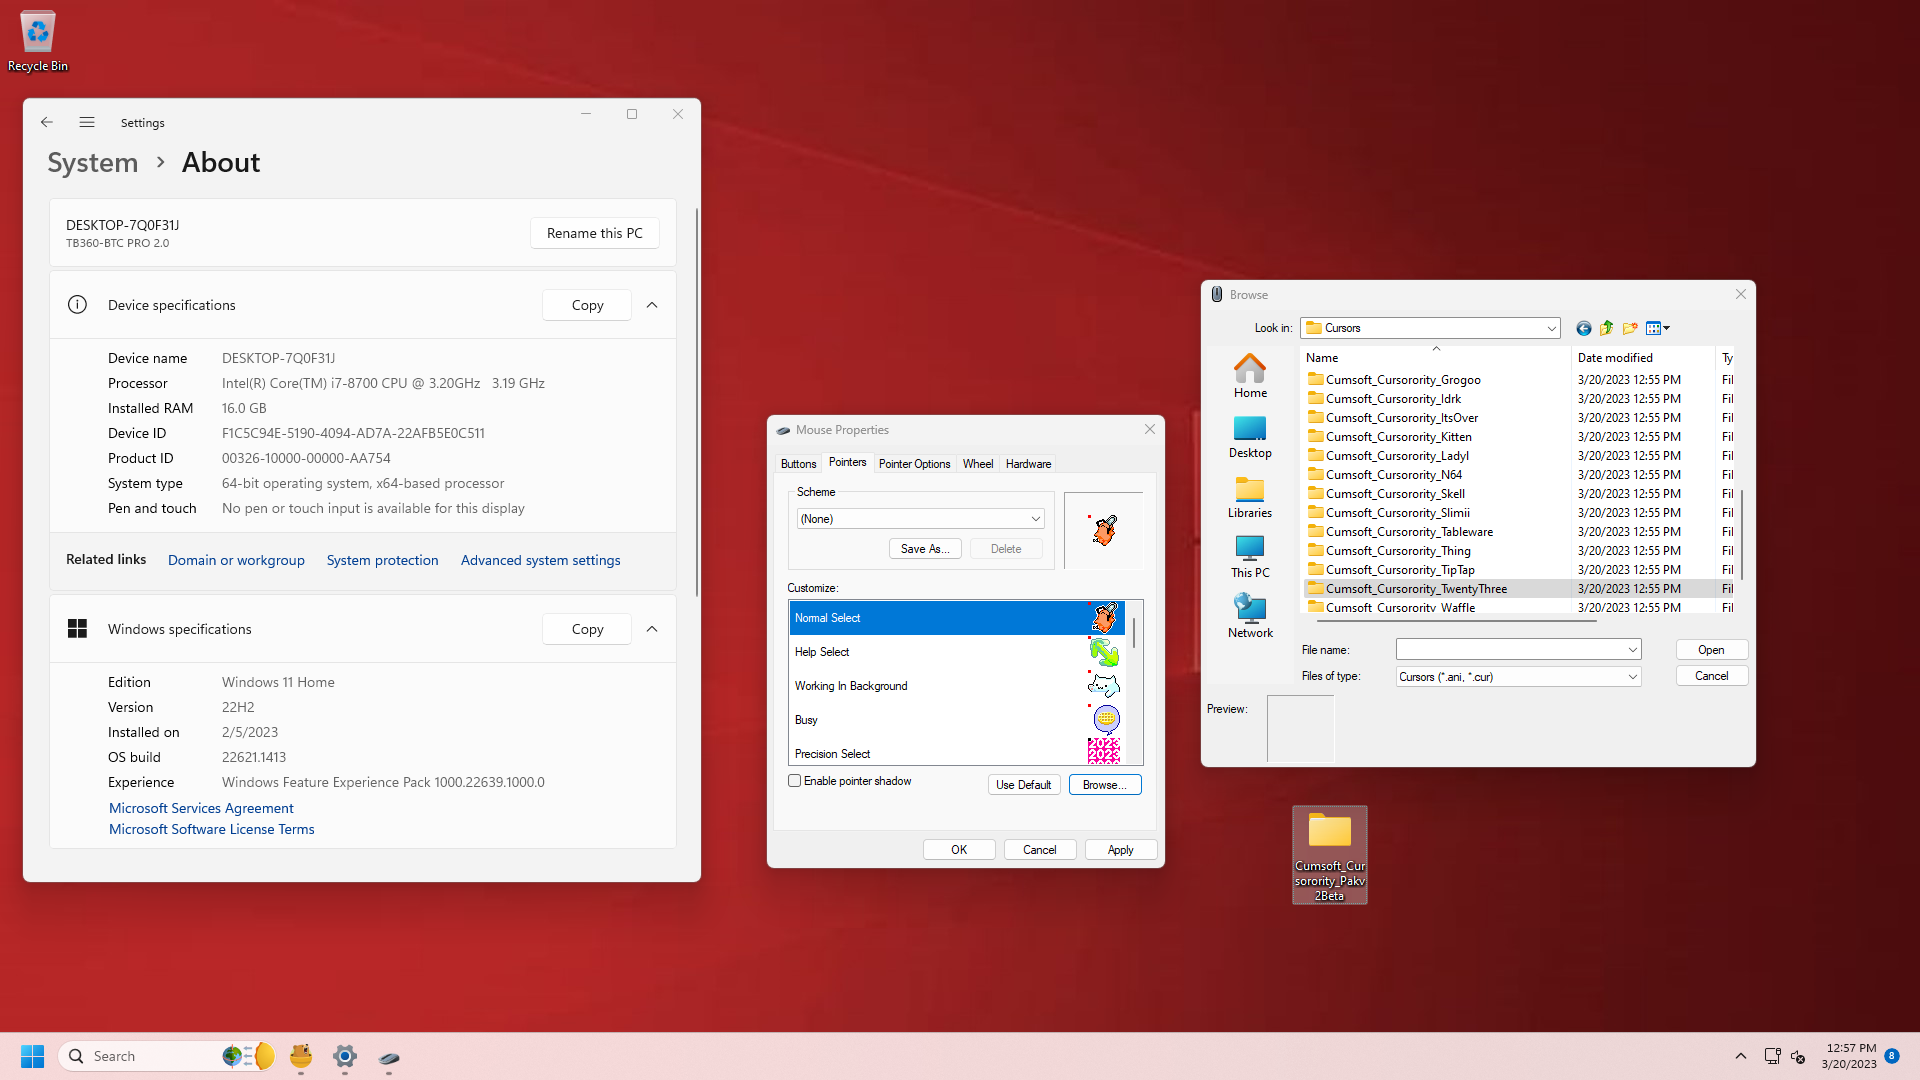 Recycle Bin
Settings
System > About
DESKTOP-7Q0F31J
TB360-BTC PRO 2.0
Rename this PC
Device specifications
Copy
Device name DESKTOP-7Q0F31J
Processor Intel(R) Core(TM) i7-8700 CPU @ 3.20GHz 3.19 GHz
Installed RAM 16.0 GB
Device ID F1C5C94E-5190-4094-AD7A-22AFB5E0C511
Product ID 00326-10000-00000-AA754
System type 64-bit operating system, x64-based processor
Pen and touch No pen or touch input is available for this display
Related links Domain or workgroup System protection Advanced system settings
Windows specifications
Copy
Edition Windows 11 Home
Version 22H2
Installed on 2/5/2023
OS build 22621.1413
Experience Windows Feature Experience Pack 1000.22639.1000.0
Microsoft Services Agreement
Microsoft Software License Terms
Mouse Properties
Buttons Pointers Pointer Options Wheel Hardware
Scheme
(None)
Save As... Delete
Customize:
Normal Select
Help Select
Working In Background
Busy
Precision Select
2023
2023
Enable pointer shadow
Use Default Browse...
OK Cancel Apply
Browse
Look in: Cursors
Home
Desktop
Libraries
This PC
Network
Name Date modified Ty
Cumsoft_Cursorority_Grogoo 3/20/2023 12:55 PM Fil
Cumsoft_Cursorority_Idrk 3/20/2023 12:55 PM Fil
Cumsoft_Cursorority_ItsOver 3/20/2023 12:55 PM Fil
Cumsoft_Cursorority_Kitten 3/20/2023 12:55 PM Fil
Cumsoft_Cursorority_LadyI 3/20/2023 12:55 PM Fil
Cumsoft_Cursorority_N64 3/20/2023 12:55 PM Fil
Cumsoft_Cursorority_Skell 3/20/2023 12:55 PM Fil
Cumsoft_Cursorority_Slimii 3/20/2023 12:55 PM Fil
Cumsoft_Cursorority_Tableware 3/20/2023 12:55 PM Fil
Cumsoft_Cursorority_Thing 3/20/2023 12:55 PM Fil
Cumsoft_Cursorority_TipTap 3/20/2023 12:55 PM Fil
Cumsoft_Cursorority_TwentyThree 3/20/2023 12:55 PM Fil
Cumsoft_Cursorority_Waffle 3/20/2023 12:55 PM Fil
File name:
Open
Files of type: Cursors (*.ani, *.cur)
Cancel
Preview:
Cumsoft_Cur
sorority_Pakv
2Beta
Search
12:57 PM
3/20/2023
8